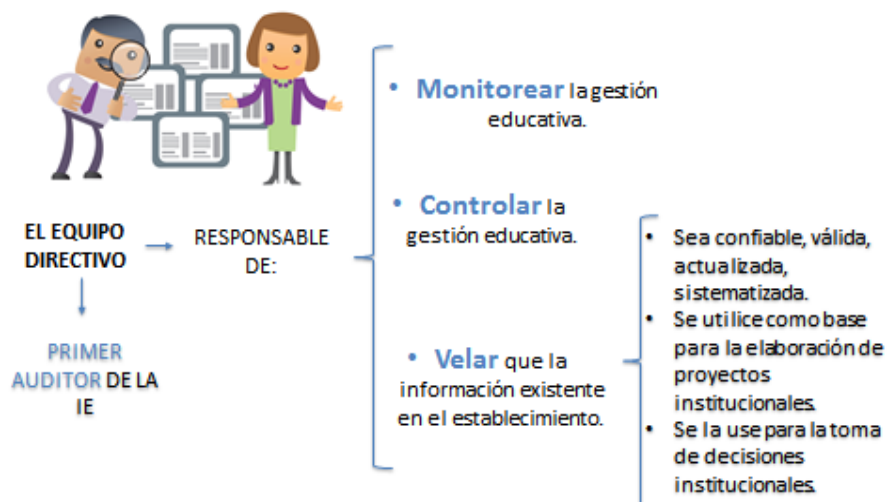 EL EQUIPO
DIRECTIVO
PRIMER
AUDITOR DE LA
IE
RESPONSABLE
DE:
• Monitorear la gestión
educativa.
• Controlar la
gestión educativa.
• Velar que la
información existente
en el establecimiento.
• Sea confiable, válida,
actualizada,
sistematizada.
• Se utilice como base
para la elaboración de
proyectos
institucionales.
• Se la use para la toma
de decisiones
institucionales.